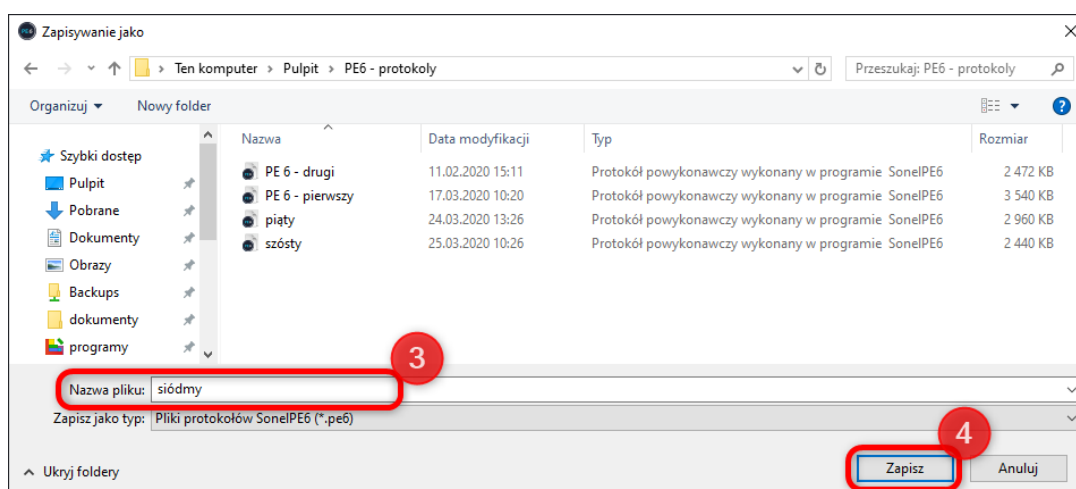 Zapisywanie jako
Ten komputer > Pulpit > PE6 - protokoly
Przeszukaj: PE6 - protokoly
Organizuj
Nowy folder
Nazwa Data modyfikacji Typ Rozmiar
Szybki dostęp
Pulpit
Pobrane
Dokumenty
Obrazy
Backups
dokumenty
programy
PE 6 - drugi 11.02.2020 15:11 Protokół powykonawczy wykonany w programie SonelPE6 2 472 KB
PE 6 - pierwszy 17.03.2020 10:20 Protokół powykonawczy wykonany w programie SonelPE6 3 540 KB
piąty 24.03.2020 13:26 Protokół powykonawczy wykonany w programie SonelPE6 2 960 KB
szósty 25.03.2020 10:26 Protokół powykonawczy wykonany w programie SonelPE6 2 440 KB
3
Nazwa pliku: siódmy
Zapisz jako typ: Pliki protokołów SonelPE6 (*.pe6)
4
Ukryj foldery
Zapisz
Anuluj